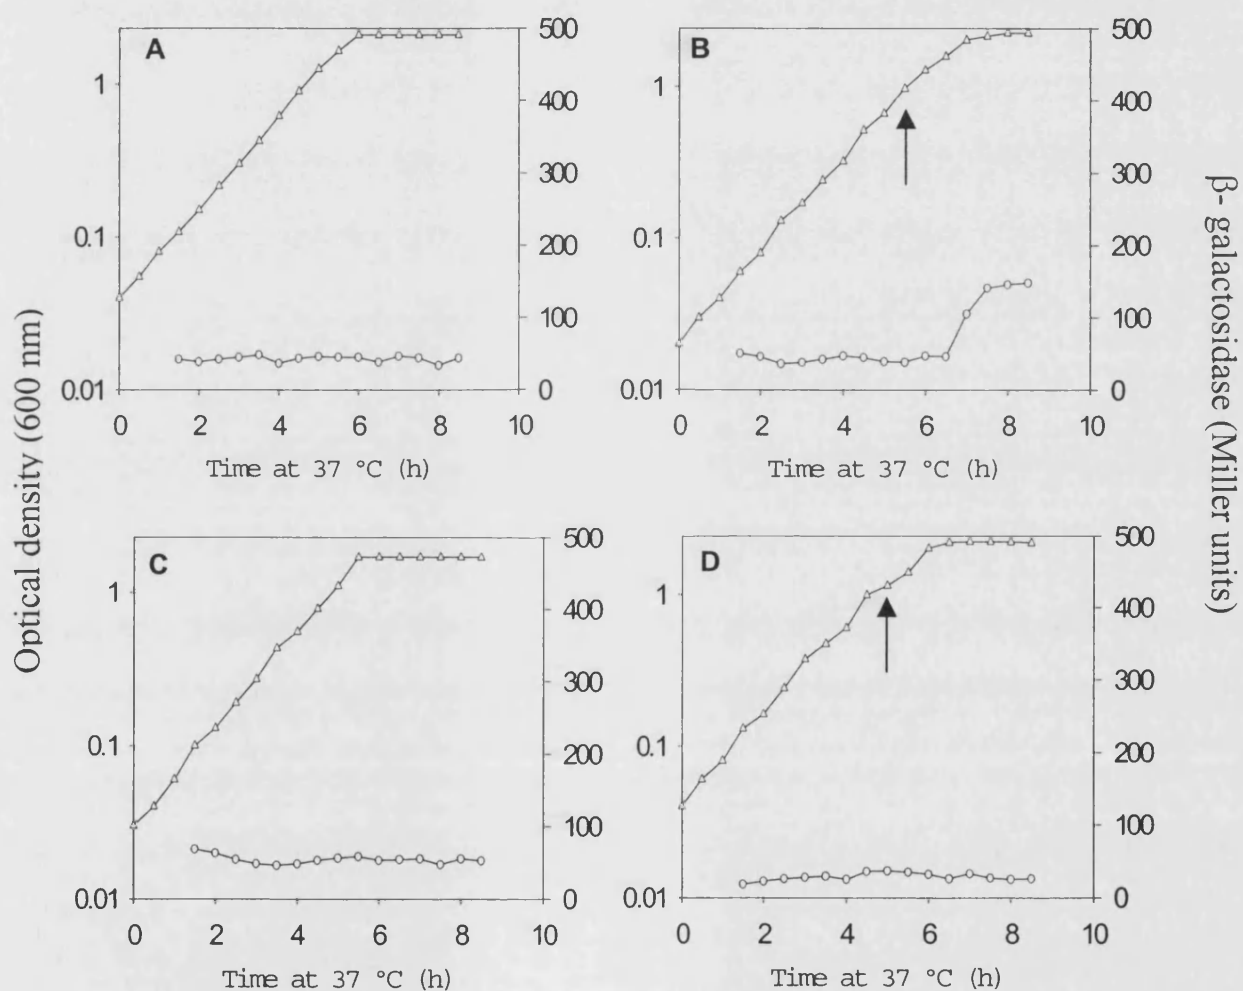 Optical density (600 nm)
β- galactosidase (Miller units)
A
1
0.1
0.01
500
400
300
200
100
0
0 2 4 6 8 10
Time at 37 °C (h)
B
1
0.1
0.01
500
400
300
200
100
0
0 2 4 6 8 10
Time at 37 °C (h)
C
1
0.1
0.01
500
400
300
200
100
0
0 2 4 6 8 10
Time at 37 °C (h)
D
1
0.1
0.01
500
400
300
200
100
0
0 2 4 6 8 10
Time at 37 °C (h)